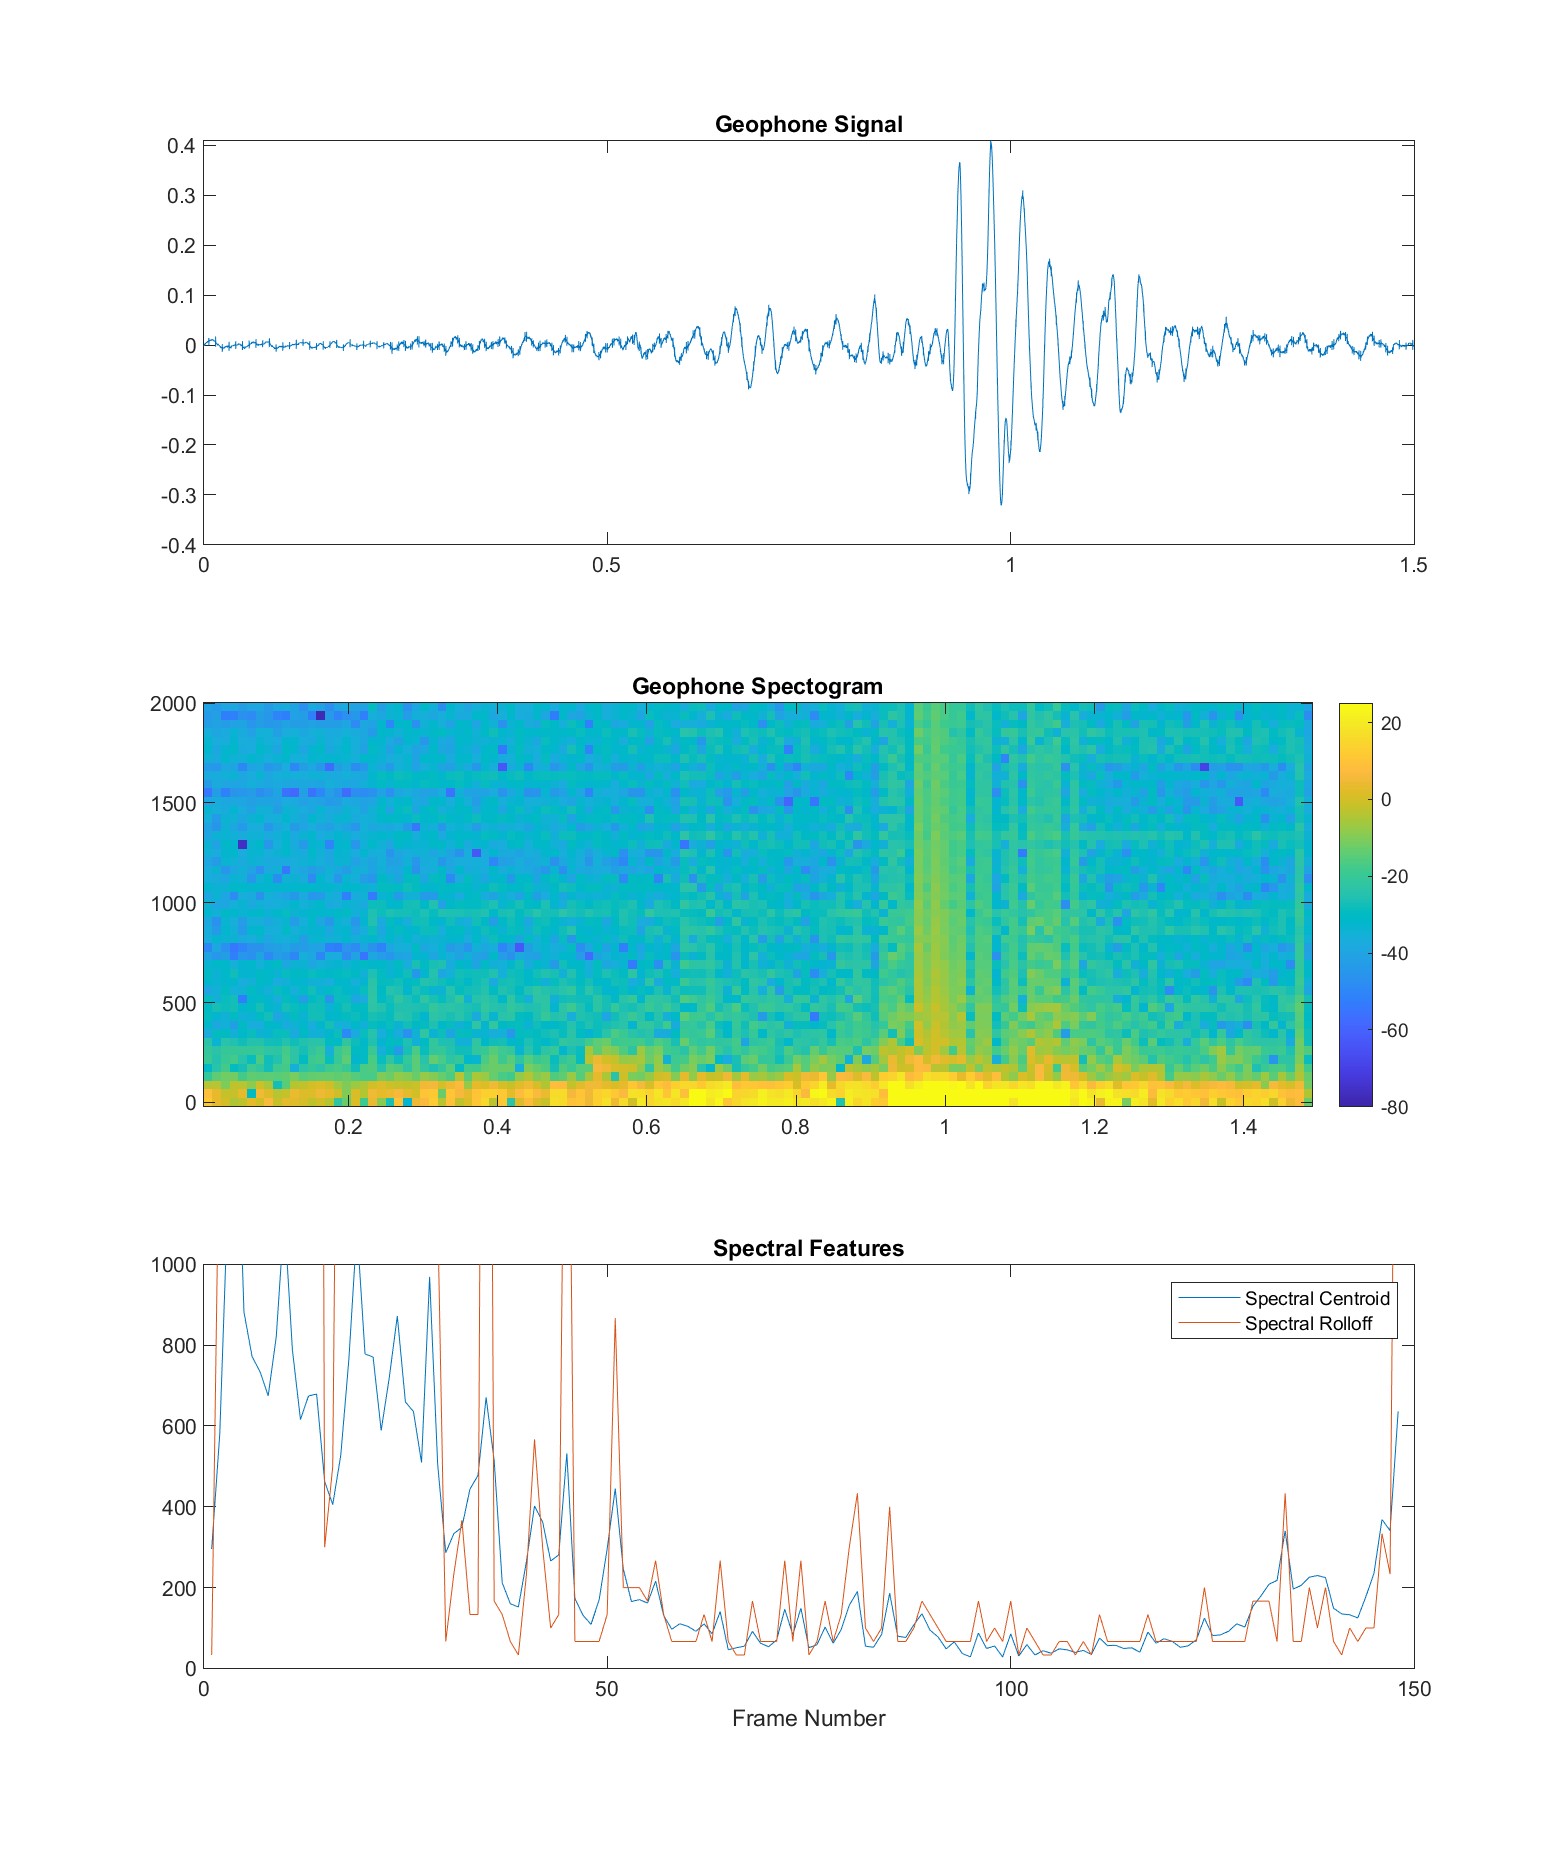 Geophone Signal
0.4
0.3
0.2
0.1
0
-0.1
-0.2
-0.3
-0.4
0 0.5 1 1.5
Geophone Spectogram
2000
1500
1000
500
0
0.2 0.4 0.6 0.8 1 1.2 1.4
20
0
-20
-40
-60
-80
Spectral Features
1000
800
600
400
200
0
Spectral Centroid
Spectral Rolloff
0 50 100 150
Frame Number